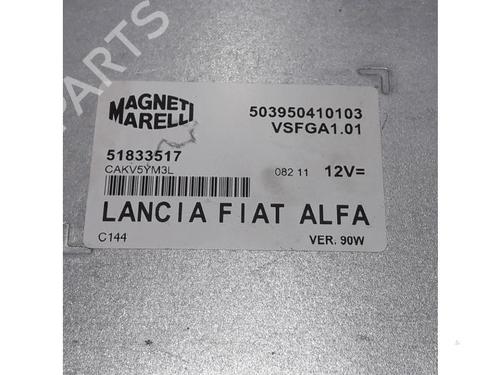 MAGNETI
MARELLI
503950410103
VSFGA1.01
51833517
CAKV5YM3L
082 11 12V=
LANCIA FIAT ALFA
C144 VER. 90W